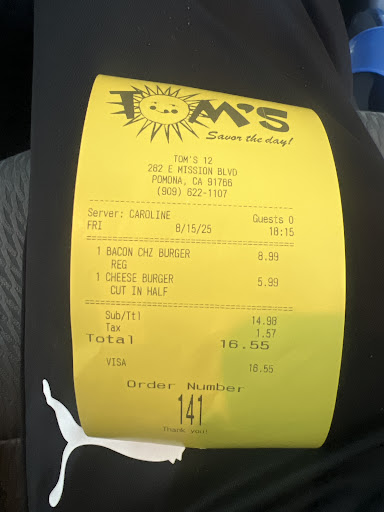 TOM'S
Savor the day!
TOM'S 12
282 E MISSION BLVD
POMONA, CA 91766
(909) 622-1107
Server: CAROLINE Guests 0
FRI 8/15/25 18:15
1 BACON CHZ BURGER 8.99
REG
1 CHEESE BURGER 5.99
CUT IN HALF
Sub/Ttl 14.98
Tax 1.57
Total 16.55
VISA 16.55
Order Number
141
Thank you!